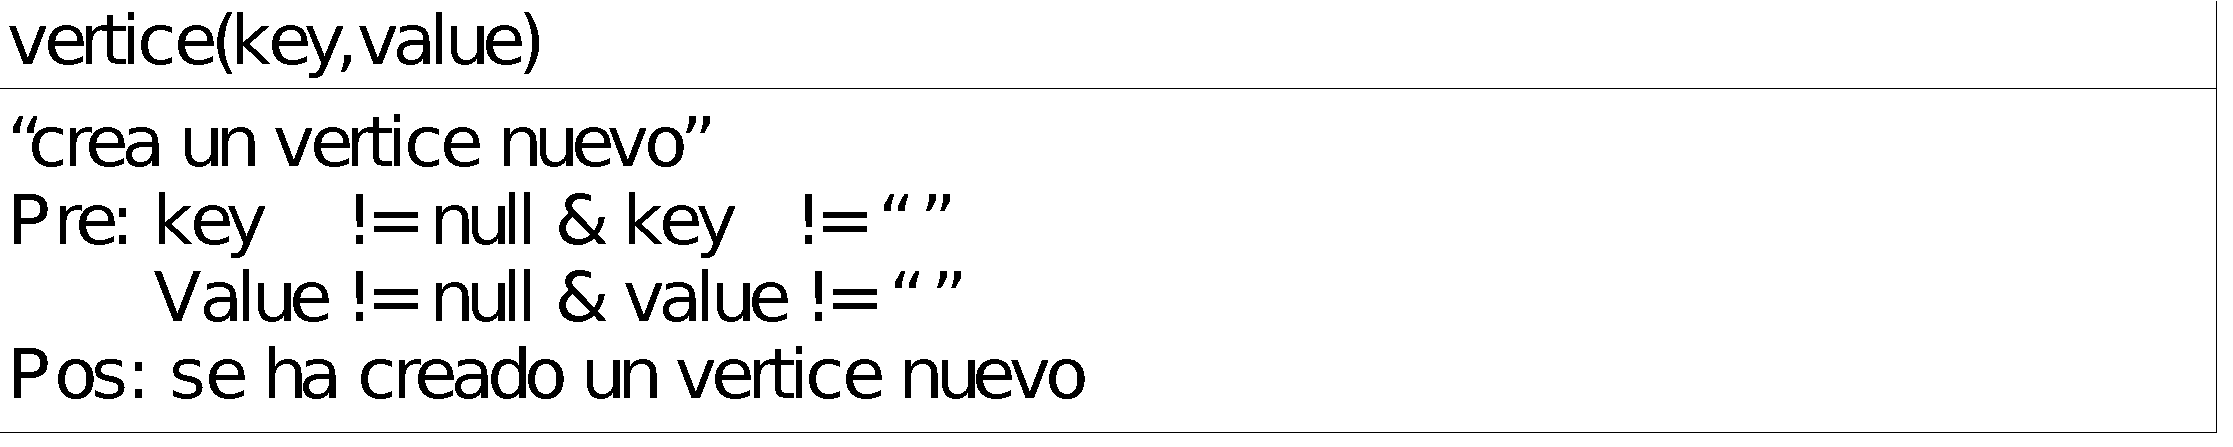 vertice(key,value)
“crea un vertice nuevo”
Pre: key != null & key != “ ”
Value != null & value != “ ”
Pos: se ha creado un vertice nuevo